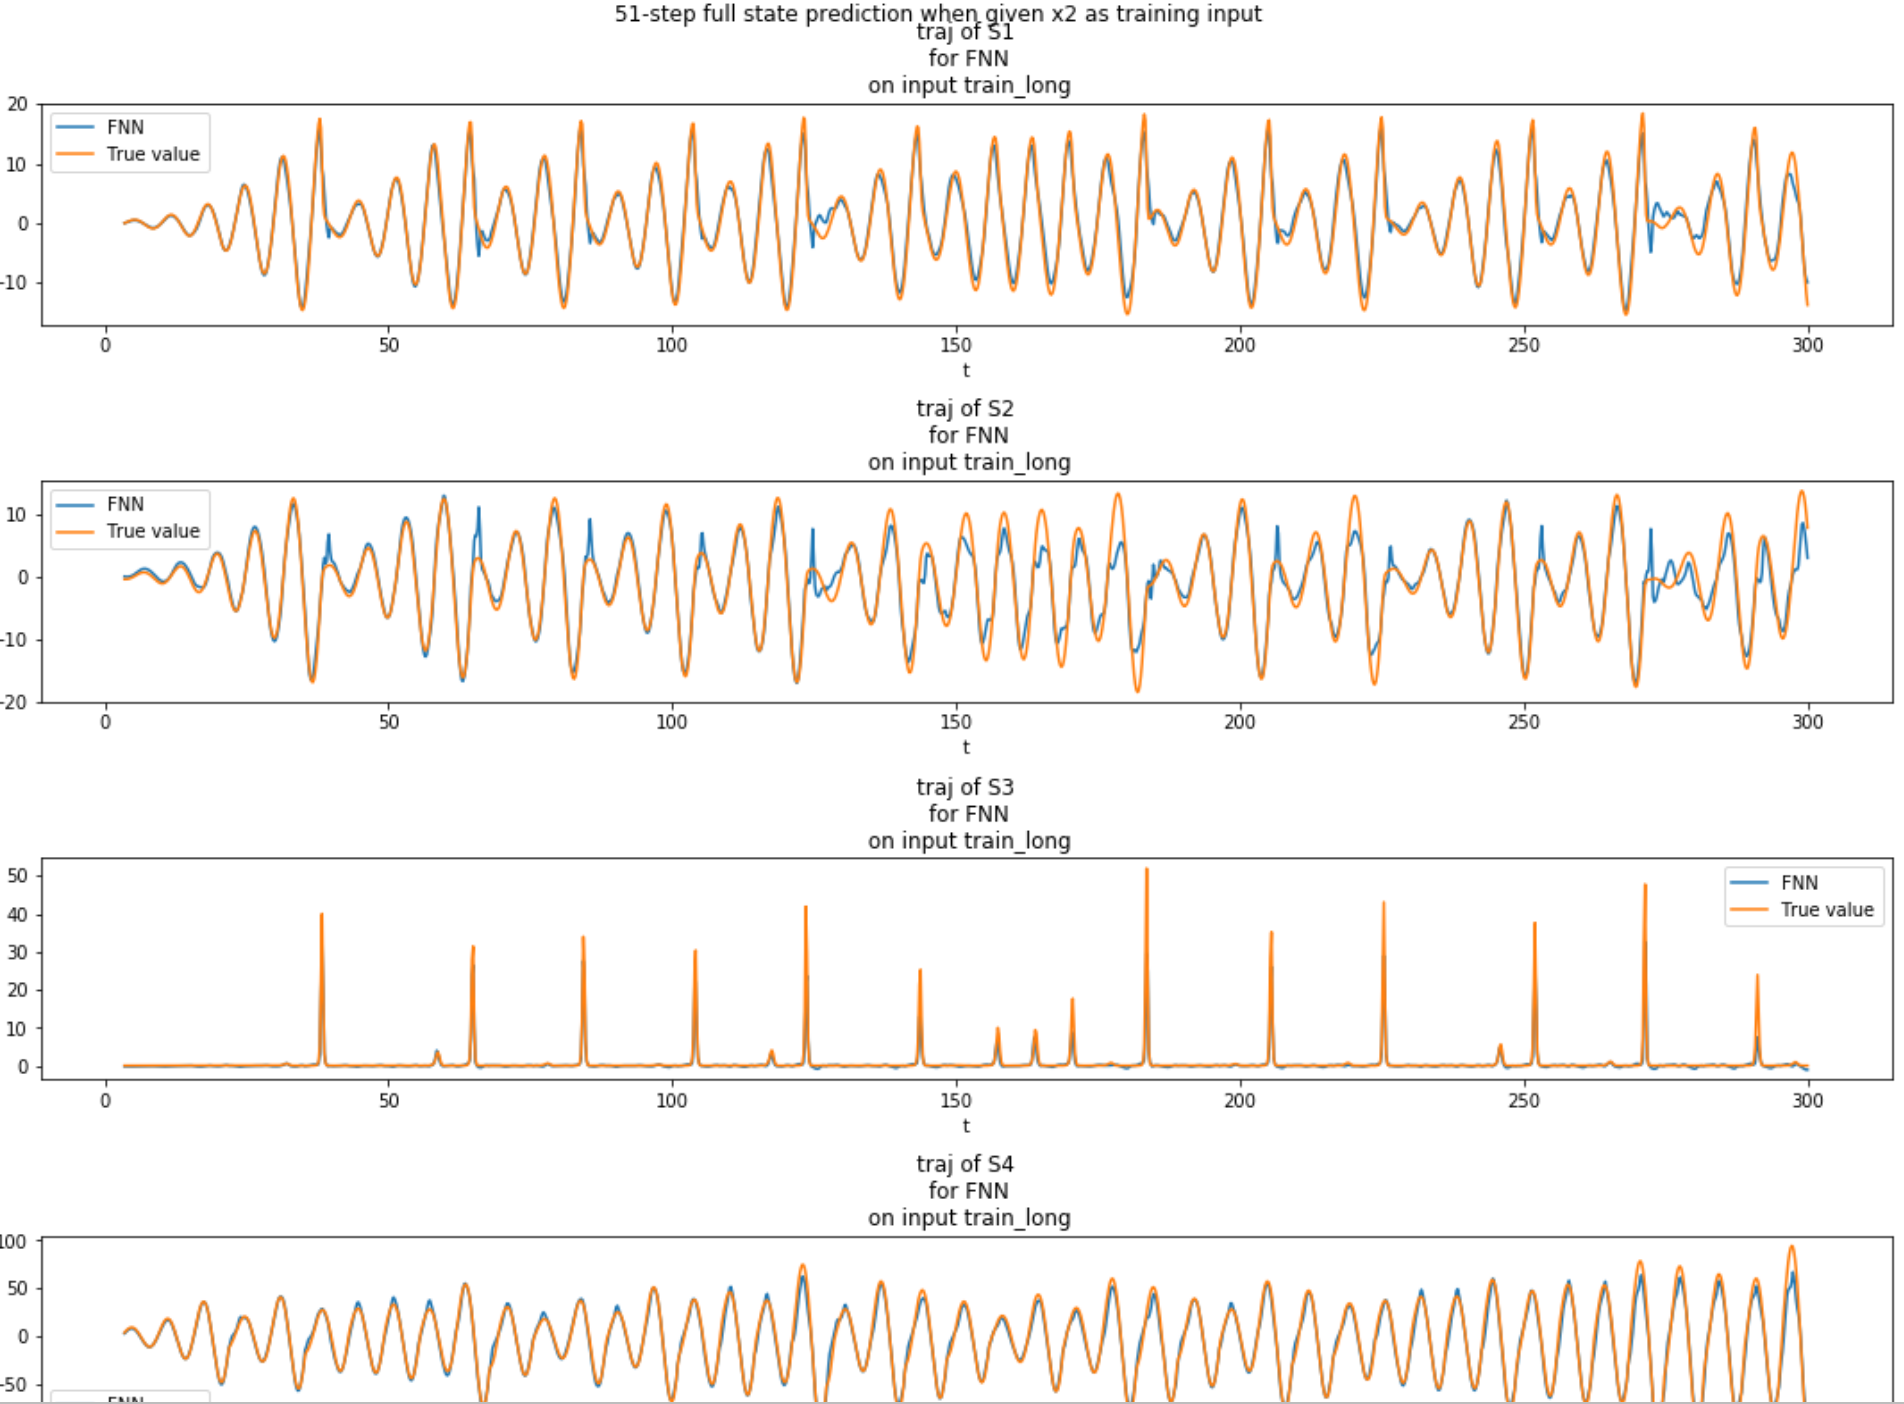 51-step full state prediction when given x2 as training input
traj of S1
for FNN
on input train_long
20
10
0
-10
FNN
True value
0 50 100 150 200 250 300
t
traj of S2
for FNN
on input train_long
10
0
-10
-20
FNN
True value
0 50 100 150 200 250 300
t
traj of S3
for FNN
on input train_long
50
40
30
20
10
0
FNN
True value
0 50 100 150 200 250 300
t
traj of S4
for FNN
on input train_long
100
50
0
-50
FNN